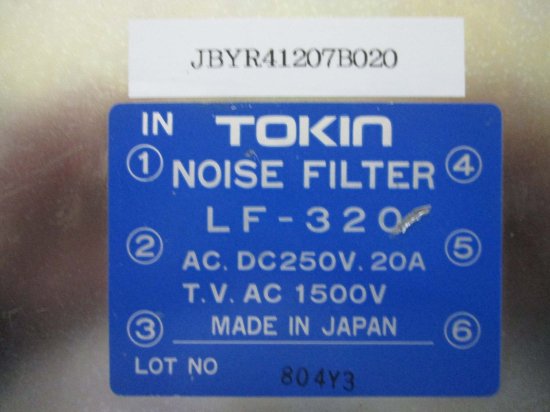 JBYR41207B020
IN TOKIN
① NOISE FILTER ④
LF-320
② AC. DC250V. 20A ⑤
T.V. AC 1500V
③ MADE IN JAPAN ⑥
LOT NO 804Y3